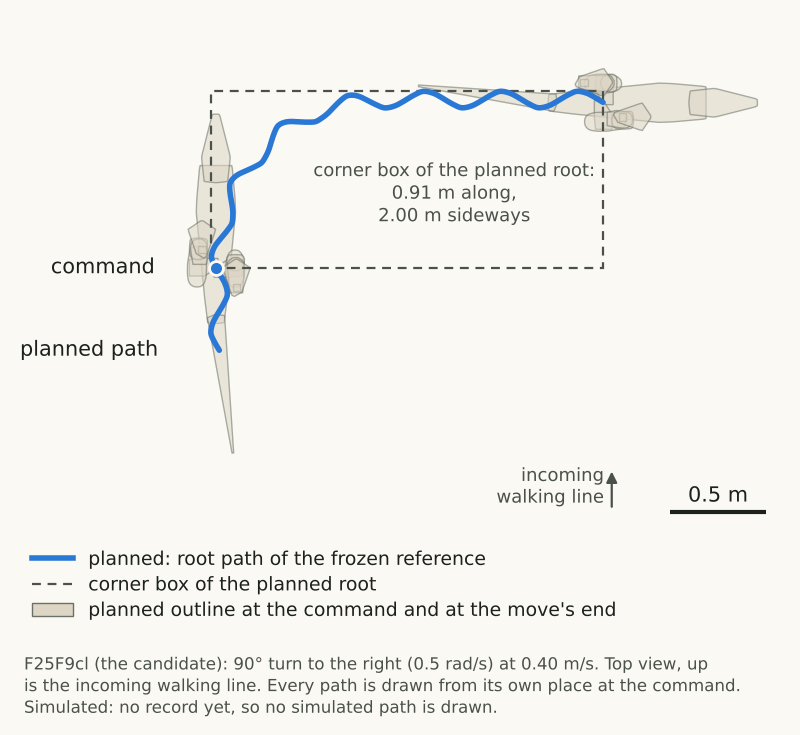 corner box of the planned root:
0.91 m along,
2.00 m sideways
command
planned path
incoming
walking line
0.5 m
planned: root path of the frozen reference
corner box of the planned root
planned outline at the command and at the move's end
F25F9cl (the candidate): 90° turn to the right (0.5 rad/s) at 0.40 m/s. Top view, up
is the incoming walking line. Every path is drawn from its own place at the command.
Simulated: no record yet, so no simulated path is drawn.